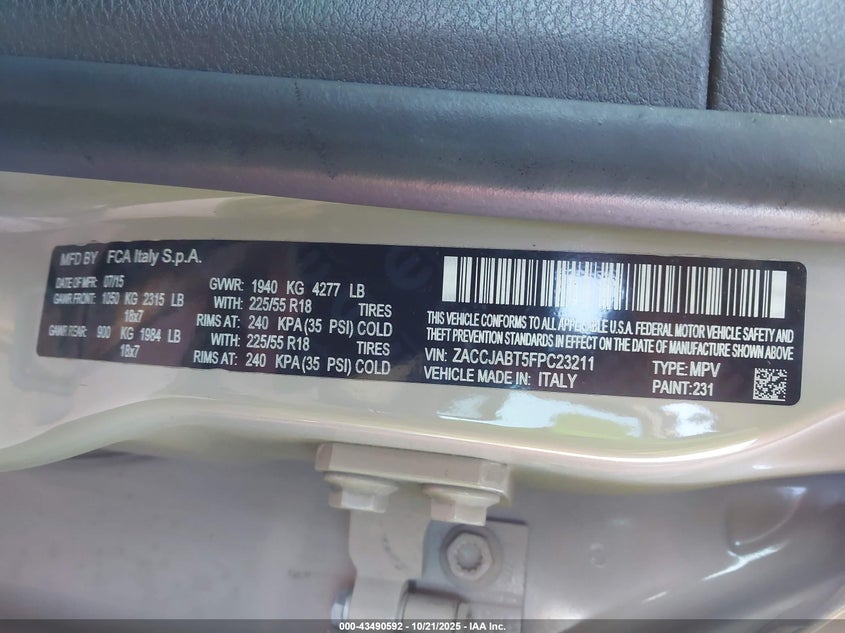 MFD BY FCA Italy S.p.A.
DATE OF MFR 07/15 GVWR: 1940 KG 4277 LB
GAWR FRONT: 1050 KG 2315 LB WITH: 225/55 R18 TIRES
18x7 RIMS AT: 240 KPA (35 PSI) COLD
GAWR REAR: 900 KG 1984 LB WITH: 225/55 R18 TIRES
18x7 RIMS AT: 240 KPA (35 PSI) COLD
THIS VEHICLE CONFORMS TO ALL APPLICABLE U.S.A. FEDERAL MOTOR VEHICLE SAFETY AND
THEFT PREVENTION STANDARDS IN EFFECT ON THE DATE OF MANUFACTURE SHOWN ABOVE
VIN: ZACCJABT5FPC23211 TYPE: MPV
VEHICLE MADE IN: ITALY PAINT: 231
000-43490592 - 10/21/2025 - IAA Inc.